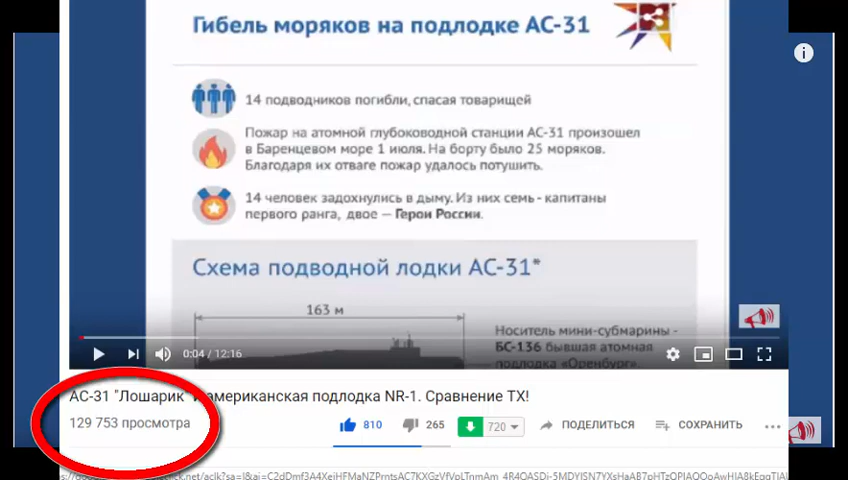 Гибель моряков на подлодке АС-31
14 подводников погибли, спасая товарищей
Пожар на атомной глубоководной станции АС-31 произошел
в Баренцевом море 1 июля. На борту было 25 моряков.
Благодаря их отваге пожар удалось потушить.
14 человек задохнулись в дыму. Из них семь - капитаны
первого ранга, двое — Герои России.
Схема подводной лодки АС-31*
163 м
Носитель мини-субмарины -
БС-136 бывшая атомная
подлодка «Оренбург».
0:04 / 12:16
АС-31 "Лошарик" американская подлодка NR-1. Сравнение ТХ!
129 753 просмотра
810
265
720
ПОДЕЛИТЬСЯ
СОХРАНИТЬ